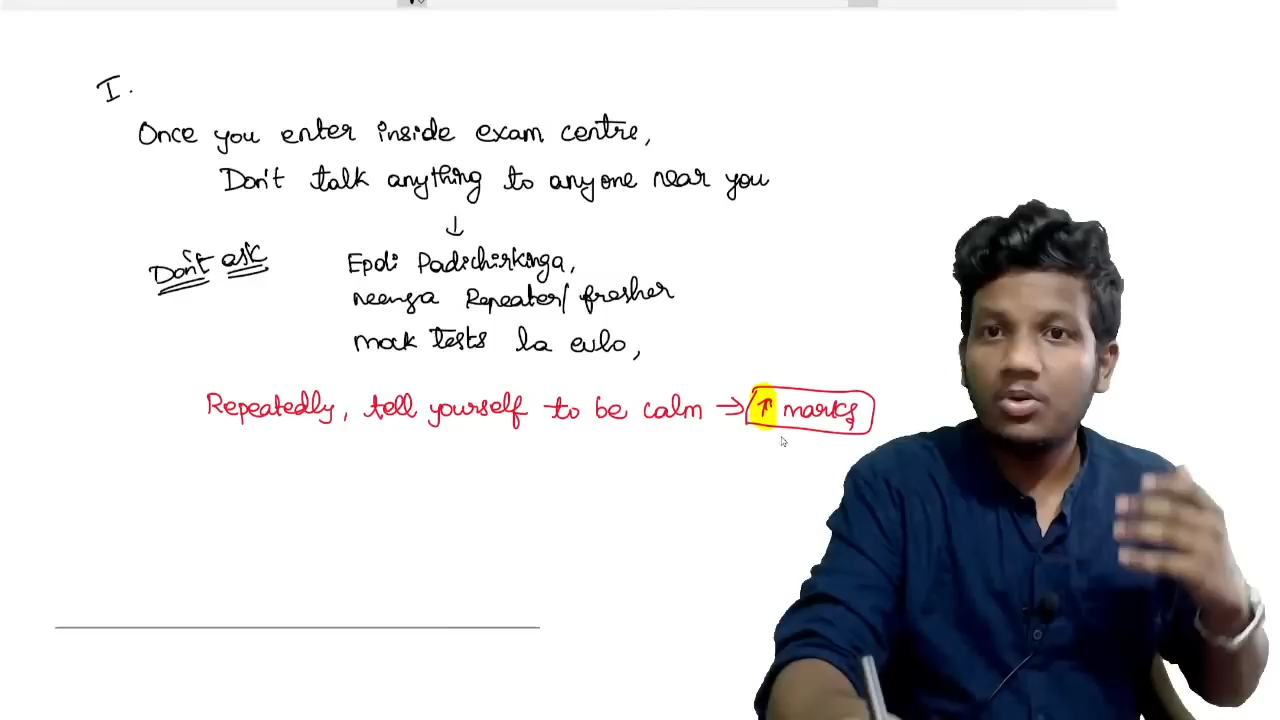 I.
Once you enter inside exam centre,
Don't talk anything to anyone near you
↓
Don't ask
Epdi Padichirkinga,
neenga Repeater/ fresher
mock Tests la evlo,
Repeatedly, tell yourself to be calm → ↑ marks